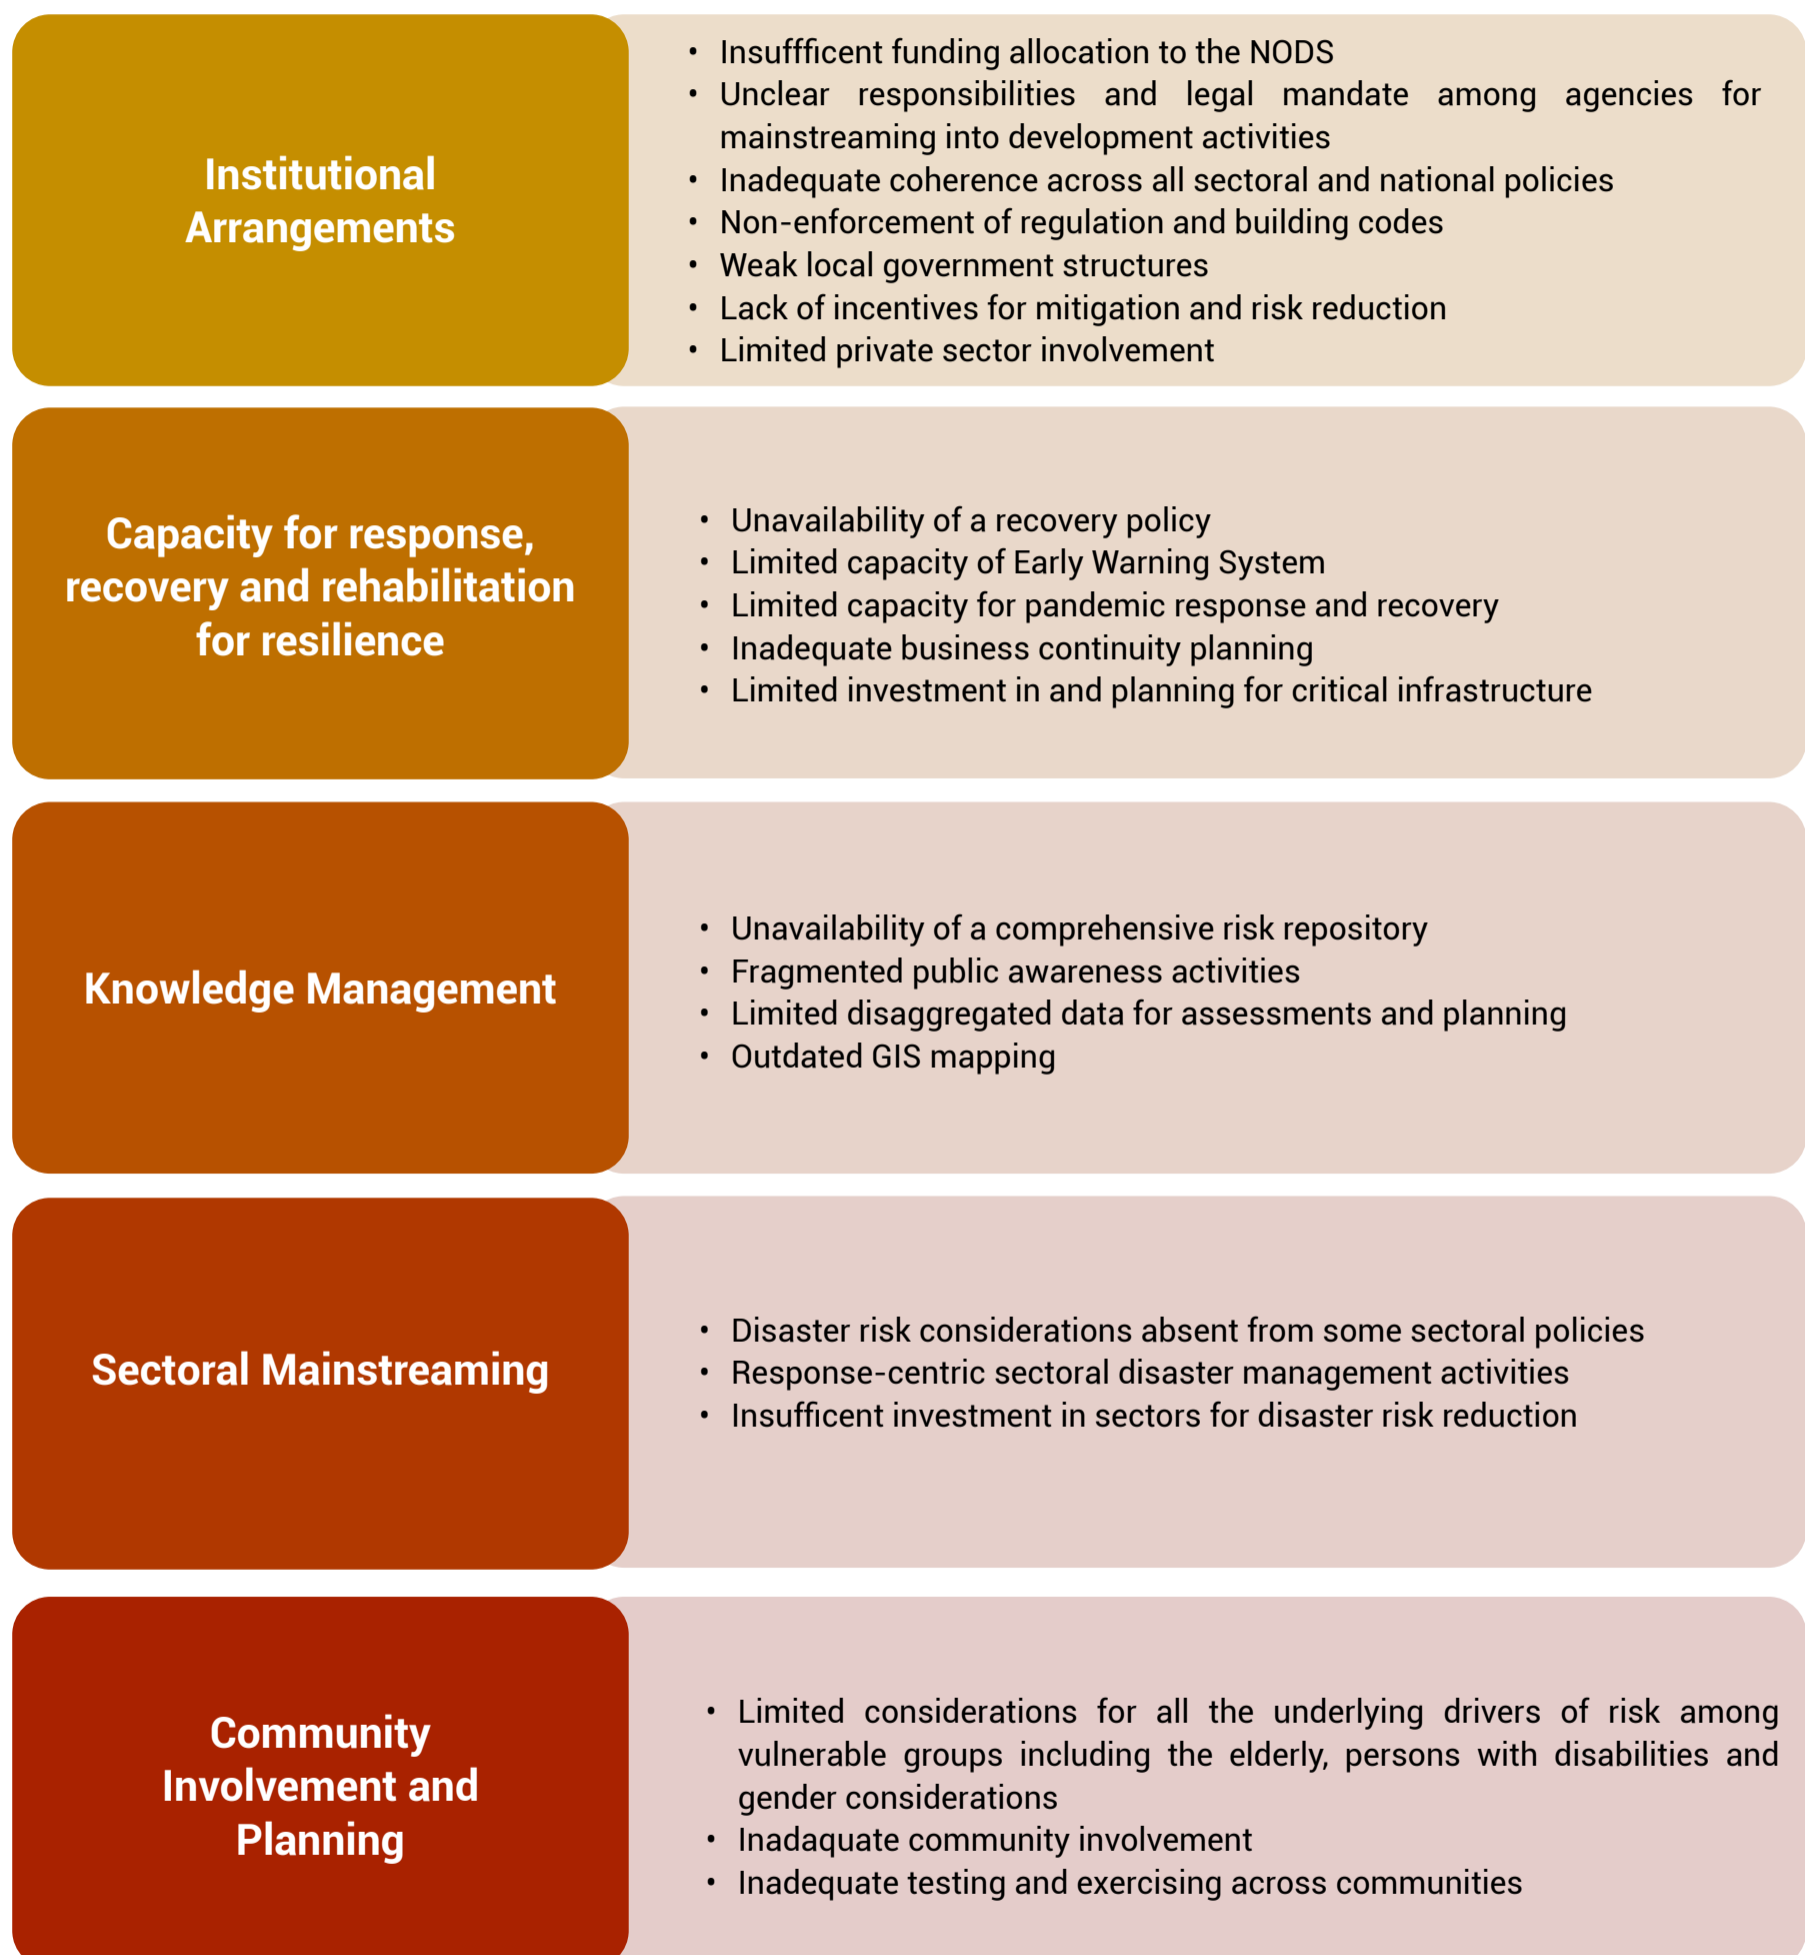 Institutional
Arrangements
• Insuffficent funding allocation to the NODS
• Unclear responsibilities and legal mandate among agencies for
mainstreaming into development activities
• Inadequate coherence across all sectoral and national policies
• Non-enforcement of regulation and building codes
• Weak local government structures
• Lack of incentives for mitigation and risk reduction
• Limited private sector involvement
Capacity for response,
recovery and rehabilitation
for resilience
• Unavailability of a recovery policy
• Limited capacity of Early Warning System
• Limited capacity for pandemic response and recovery
• Inadequate business continuity planning
• Limited investment in and planning for critical infrastructure
Knowledge Management
• Unavailability of a comprehensive risk repository
• Fragmented public awareness activities
• Limited disaggregated data for assessments and planning
• Outdated GIS mapping
Sectoral Mainstreaming
• Disaster risk considerations absent from some sectoral policies
• Response-centric sectoral disaster management activities
• Insufficent investment in sectors for disaster risk reduction
Community
Involvement and
Planning
• Limited considerations for all the underlying drivers of risk among
vulnerable groups including the elderly, persons with disabilities and
gender considerations
• Inadaquate community involvement
• Inadequate testing and exercising across communities